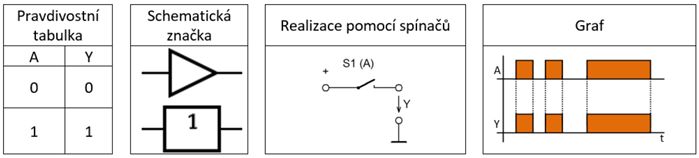 Pravdivostní
tabulka
A Y
0 0
1 1
Schematická
značka
1
Realizace pomocí spínačů
S1 (A)
+
Y
Graf
A
Y
t